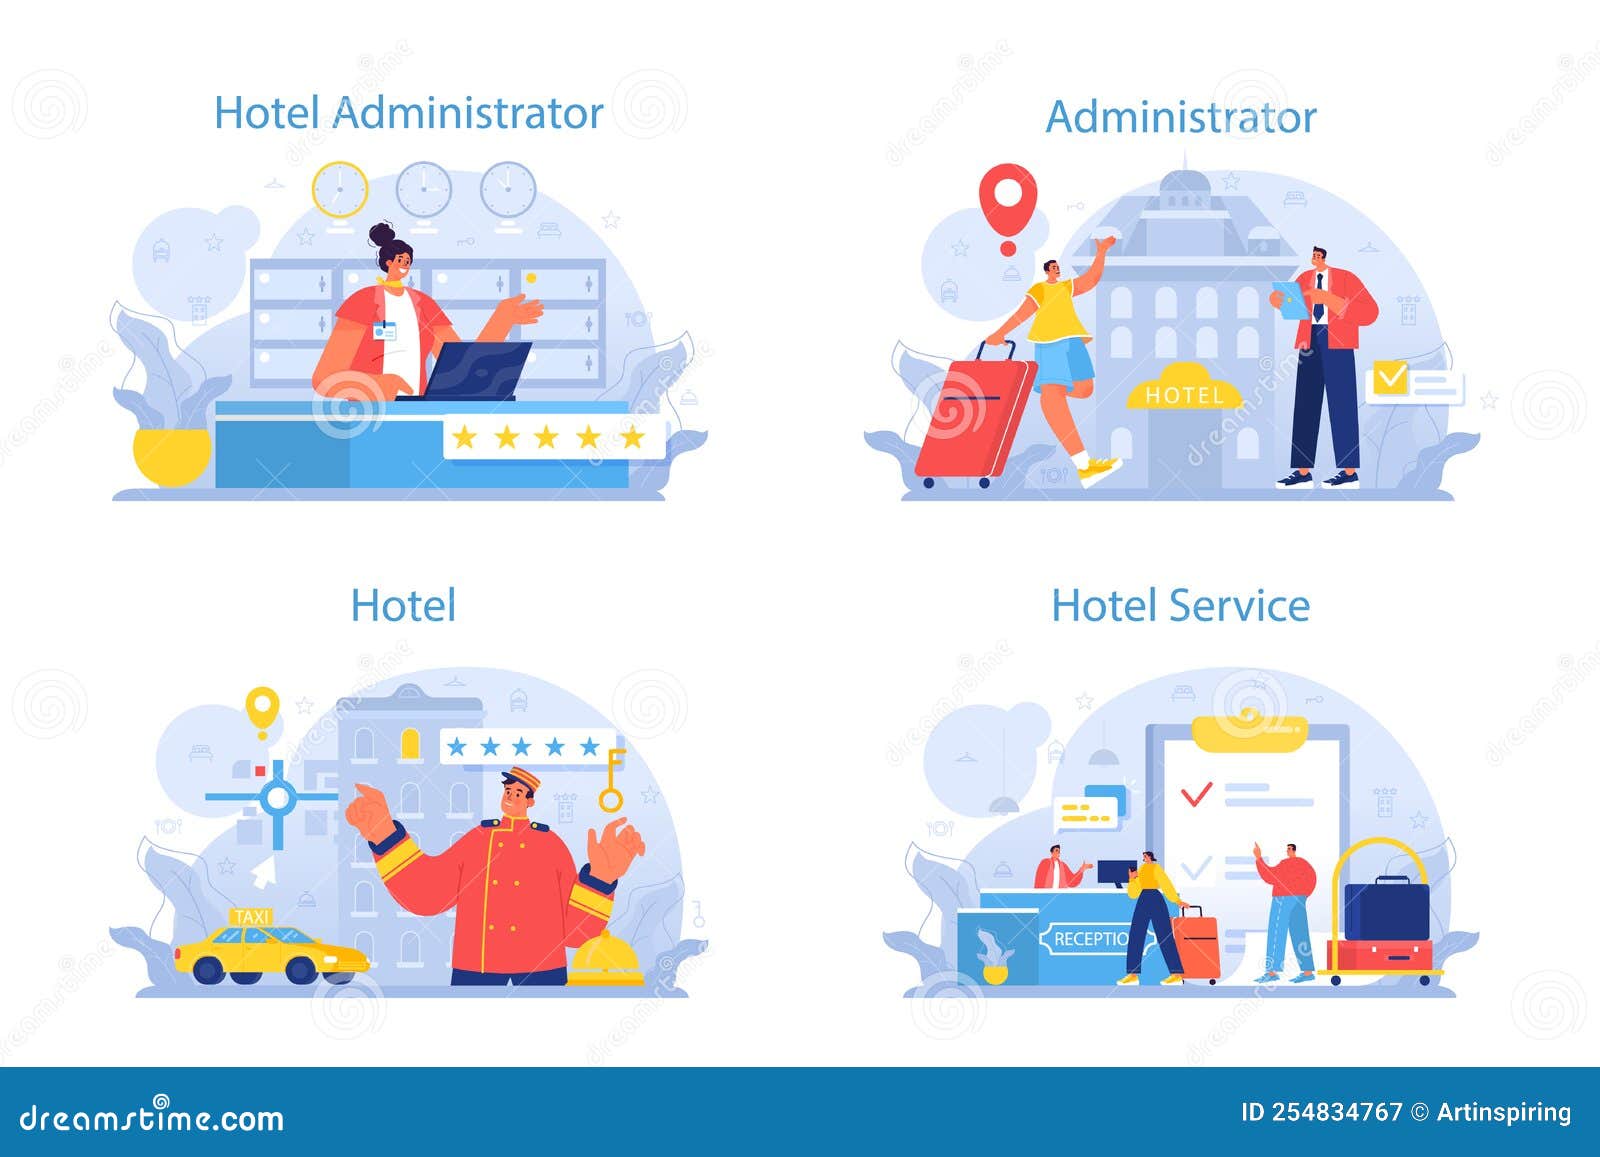 Hotel Administrator
Administrator
HOTEL
Hotel
Hotel Service
TAXI
RECEPTIO
dreamstime.com
ID 254834767 © Artinspiring